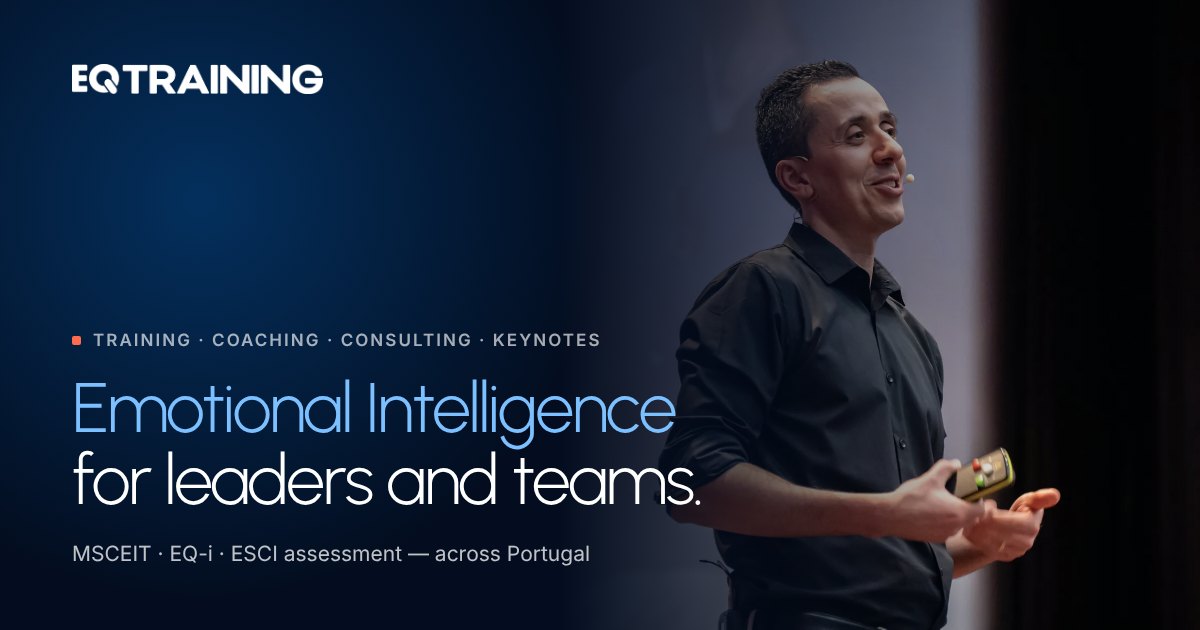 EQTRAINING
TRAINING · COACHING · CONSULTING · KEYNOTES
Emotional Intelligence
for leaders and teams.
MSCEIT · EQ-i · ESCI assessment — across Portugal